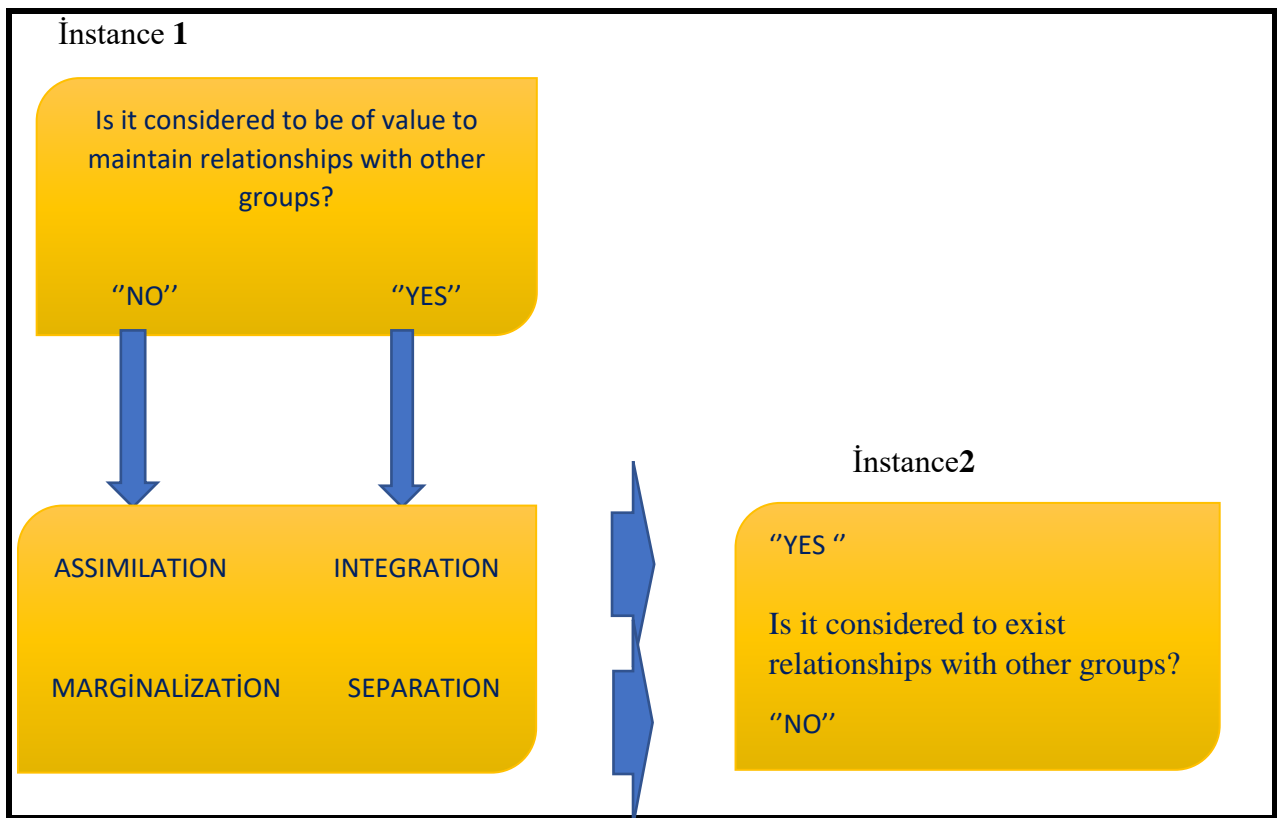 İnstance 1
Is it considered to be of value to
maintain relationships with other
groups?
‘’NO’’ ‘’YES’’
İnstance2
ASSIMILATION INTEGRATION
MARGİNALİZATİON SEPARATION
‘’YES ‘’
Is it considered to exist
relationships with other groups?
‘’NO’’